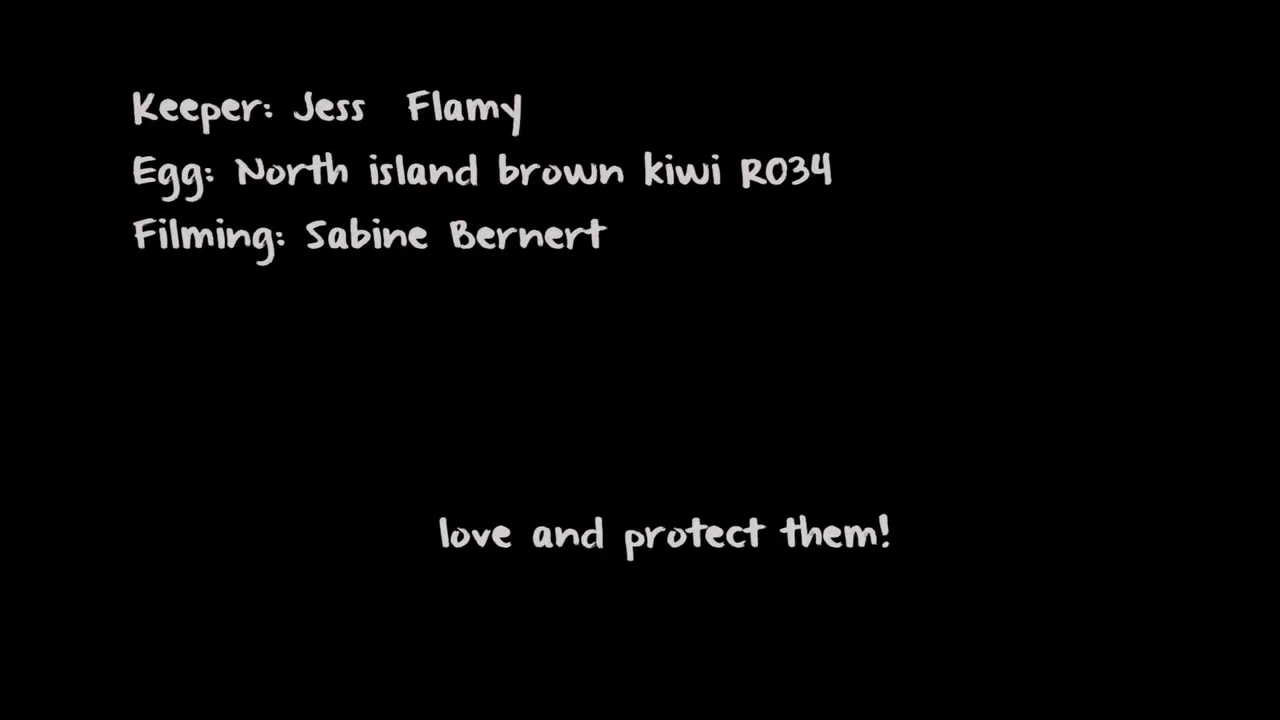 Keeper: Jess Flamy
Egg: North island brown kiwi R034
Filming: Sabine Bernert
love and protect them!